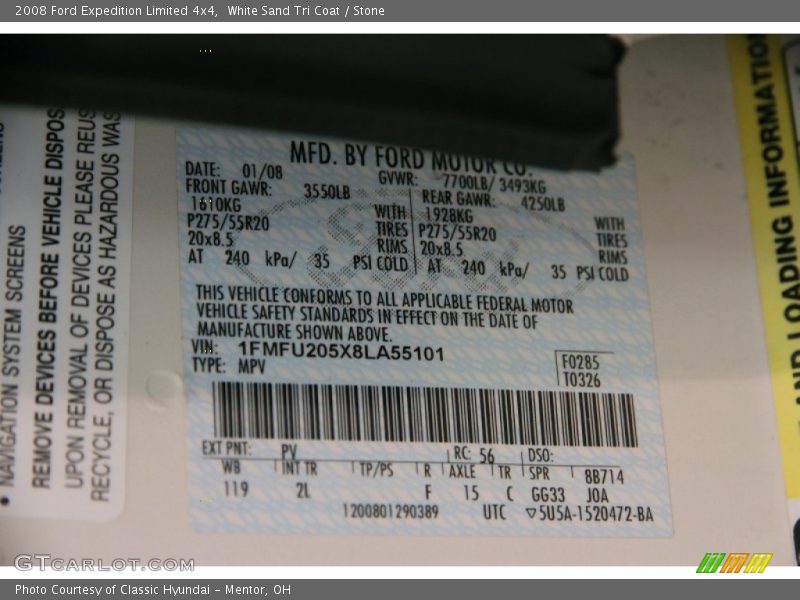 2008 Ford Expedition Limited 4x4, White Sand Tri Coat / Stone
NAVIGATION SYSTEM SCREENS
REMOVE DEVICES BEFORE VEHICLE DISPOS
UPON REMOVAL OF DEVICES PLEASE REUS
RECYCLE, OR DISPOSE AS HAZARDOUS WAS
MFD. BY FORD MOTOR CO.
DATE: 01/08 GVWR: 7700LB/ 3493KG
FRONT GAWR: 3550LB REAR GAWR: 4250LB
1610KG WITH 1928KG WITH
P275/55R20 TIRES P275/55R20 TIRES
20x8.5 RIMS 20x8.5 RIMS
AT 240 kPa/ 35 PSI COLD AT 240 kPa/ 35 PSI COLD
THIS VEHICLE CONFORMS TO ALL APPLICABLE FEDERAL MOTOR
VEHICLE SAFETY STANDARDS IN EFFECT ON THE DATE OF
MANUFACTURE SHOWN ABOVE.
VIN: 1FMFU205X8LA55101
TYPE: MPV
F0285
T0326
EXT PNT: PV RC: 56 DSO:
WB INT TR TP/PS R AXLE TR SPR 8B714
119 2L F 15 C GG33 J0A
1200801290389 UTC ▽5U5A-1520472-BA
AND LOADING INFORMATION
GTCARLOT.COM
Photo Courtesy of Classic Hyundai - Mentor, OH